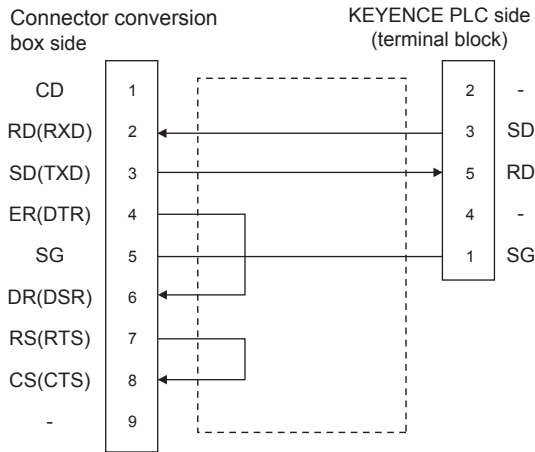 Connector conversion
box side
KEYENCE PLC side
(terminal block)
CD 1 2 -
RD(RXD) 2 3 SD
SD(TXD) 3 5 RD
ER(DTR) 4 4 -
SG 5 1 SG
DR(DSR) 6
RS(RTS) 7
CS(CTS) 8
- 9